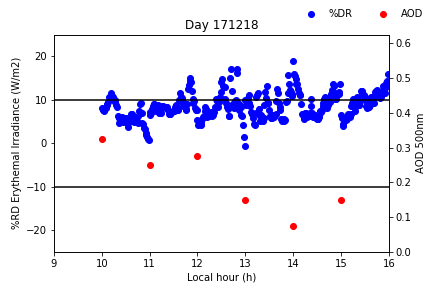 %DR AOD
Day 171218
20
10
0
−10
−20
%RD Erythermal Irradiance (W/m2)
0.6
0.5
0.4
0.3
0.2
0.1
0.0
AOD 500nm
9 10 11 12 13 14 15 16
Local hour (h)